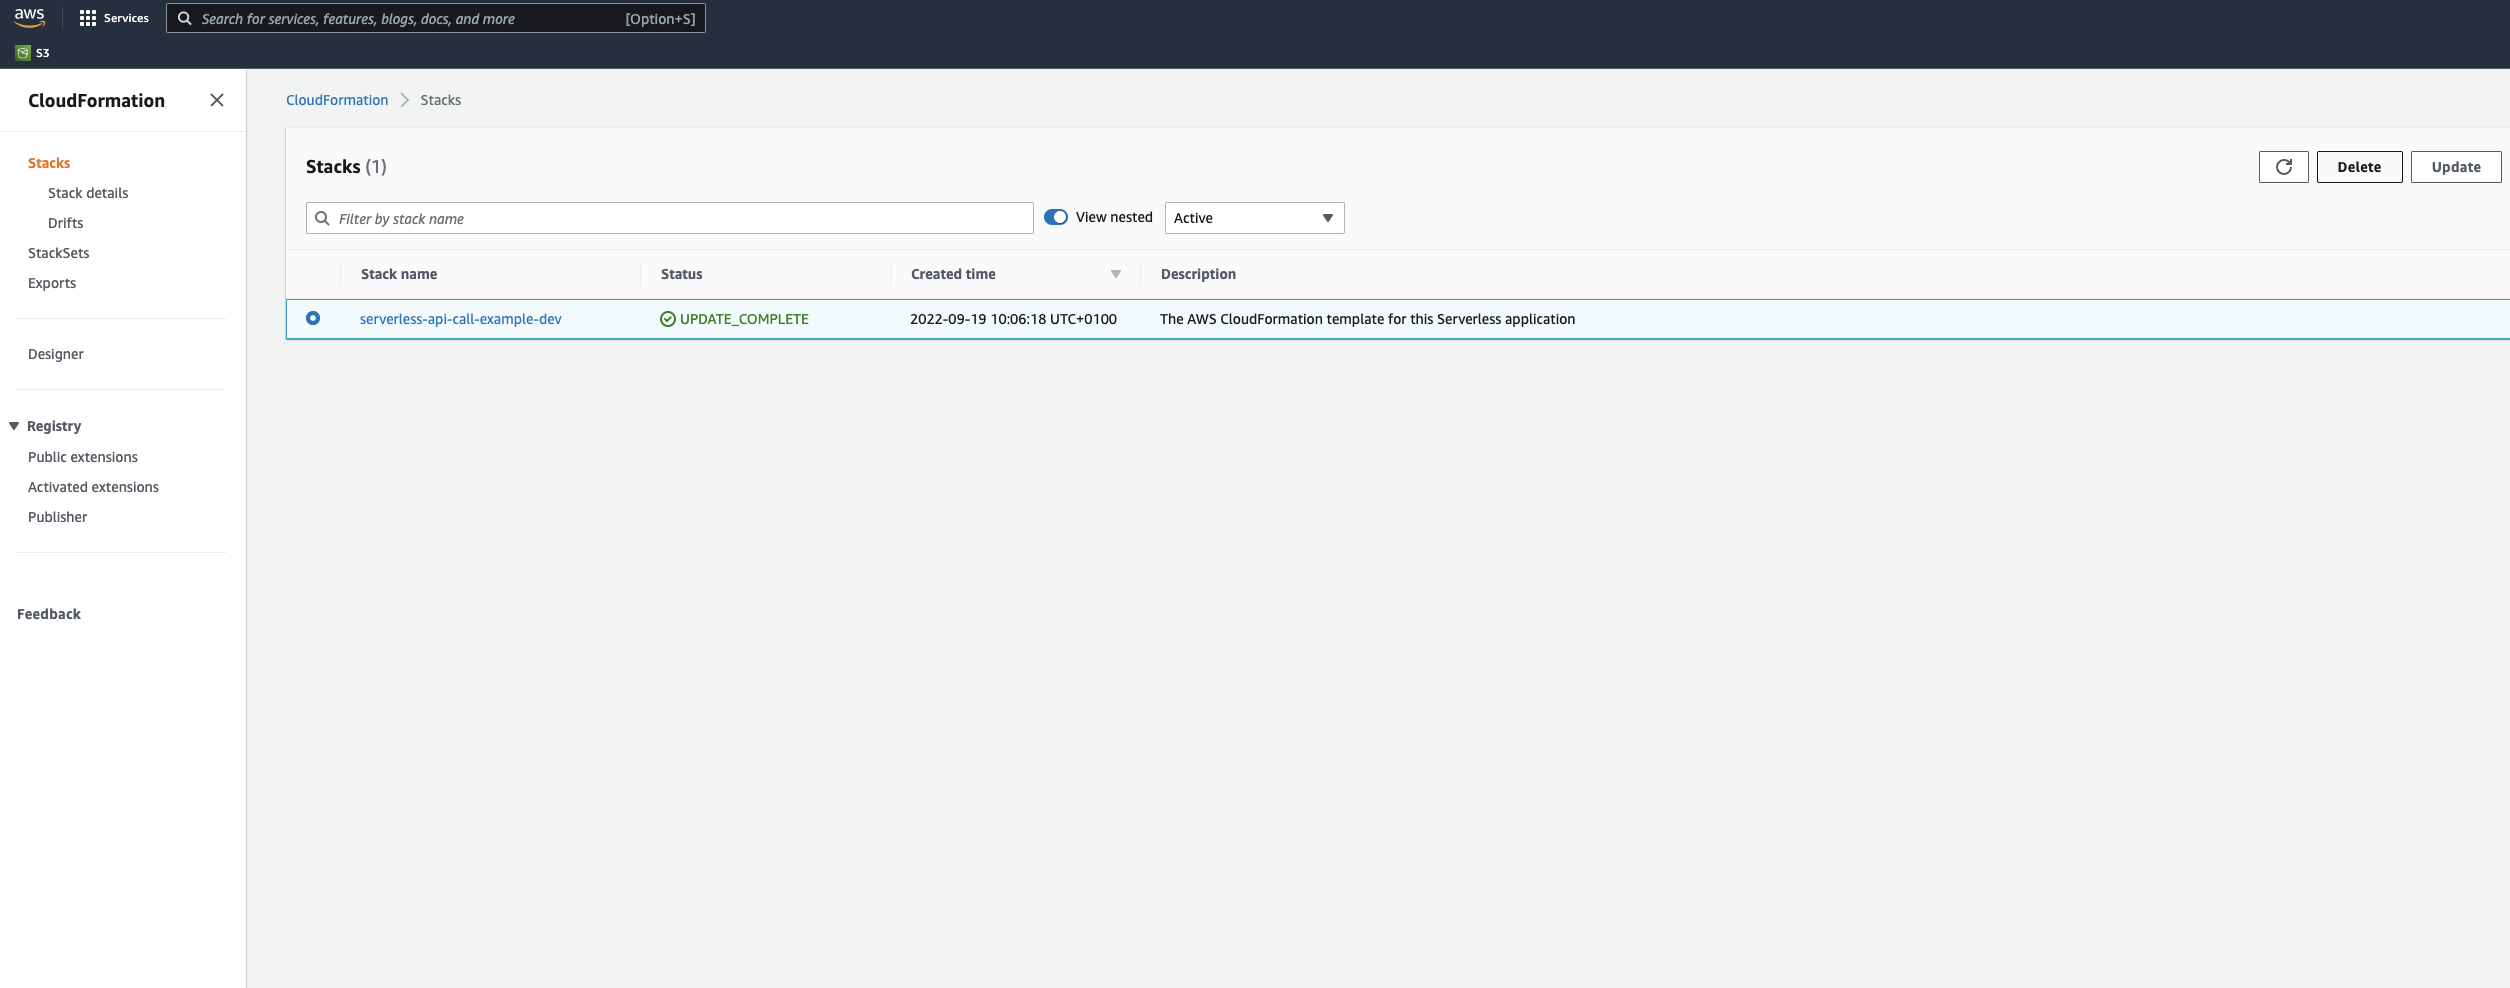 aws Services Search for services, features, blogs, docs, and more [Option+S]
S3
CloudFormation
Stacks
Stack details
Drifts
StackSets
Exports
Designer
Registry
Public extensions
Activated extensions
Publisher
Feedback
CloudFormation Stacks
Stacks (1) Delete Update
Filter by stack name View nested Active
Stack name Status Created time Description
serverless-api-call-example-dev UPDATE_COMPLETE 2022-09-19 10:06:18 UTC+0100 The AWS CloudFormation template for this Serverless application